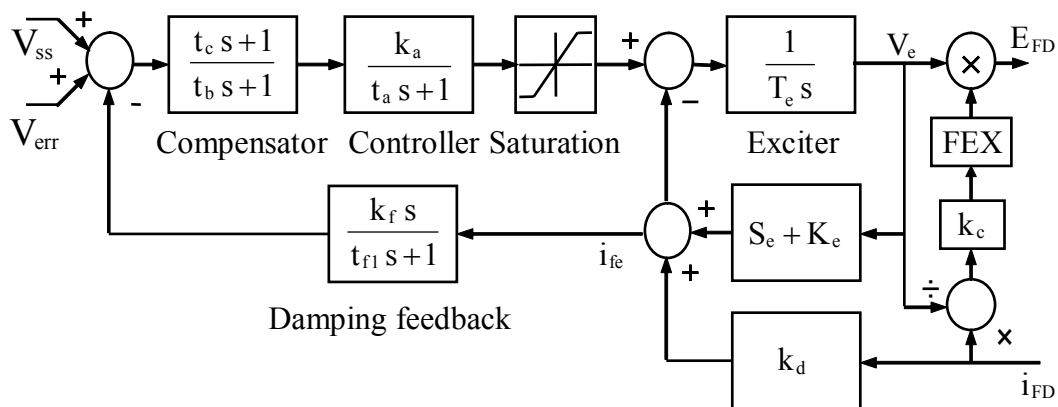 V_ss
+
+
-
V_err
t_c s+1
t_b s+1
Compensator
k_a
t_a s+1
Controller
Saturation
+
−
1
T_e s
Exciter
V_e
×
E_FD
FEX
k_c
÷
×
i_FD
k_f s
t_f1 s+1
Damping feedback
i_fe
+
+
S_e + K_e
k_d